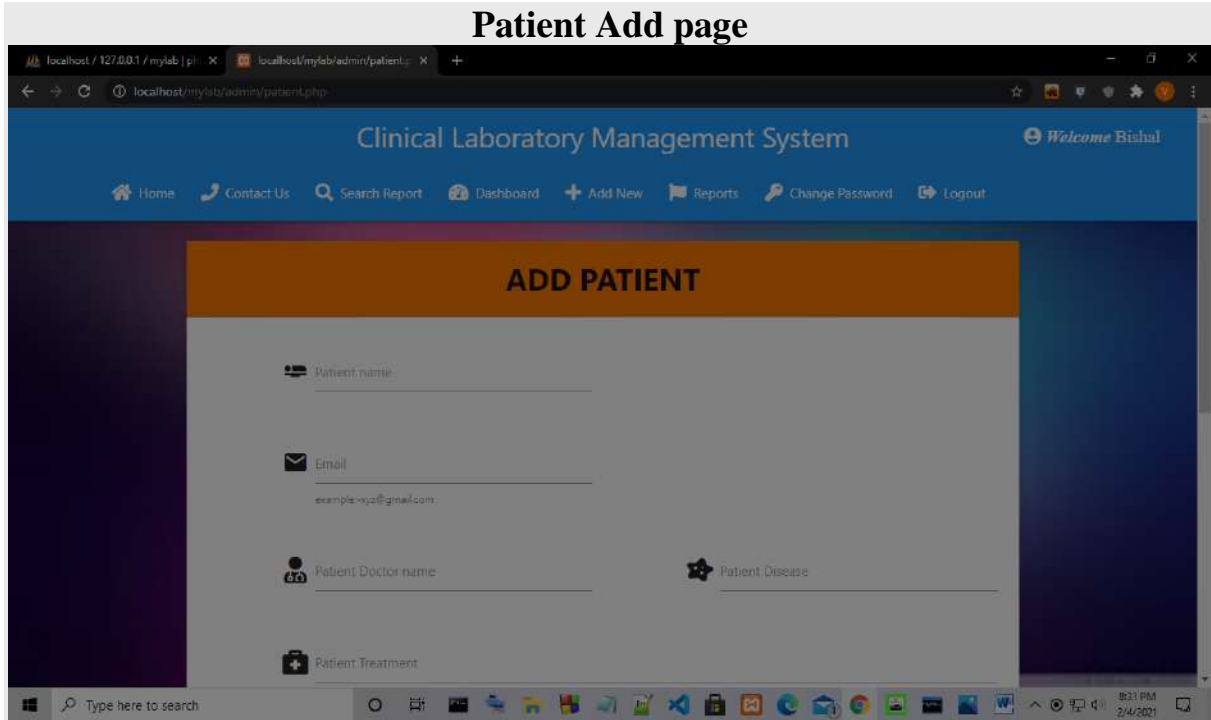 Patient Add page
localhost / 127.0.0.1 / mylab | ph
localhost/mylab/admin/patient.p
localhost/mylab/admin/patient.php
Clinical Laboratory Management System
Welcome Bishal
Home Contact Us Search Report Dashboard Add New Reports Change Password Logout
ADD PATIENT
Patient name
Email
example:-xyz@gmail.com
Patient Doctor name Patient Disease
Patient Treatment
Type here to search
8:31 PM
2/4/2021